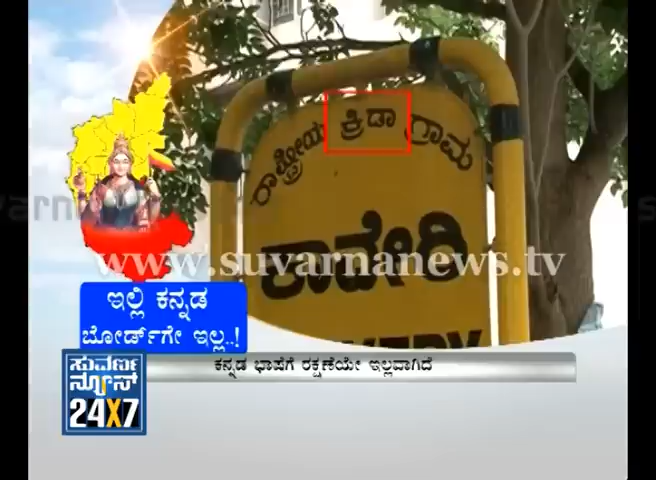 ರಾಷ್ಟ್ರೀಯ ಕ್ರಿಡಾ ಗ್ರಾಮ
ಕಾವೇರಿ
www.suvarnanews.tv
ಇಲ್ಲಿ ಕನ್ನಡ
ಬೋರ್ಡ್‌ಗೇ ಇಲ್ಲ..!
ಕನ್ನಡ ಭಾಷೆಗೆ ರಕ್ಷಣೆಯೇ ಇಲ್ಲವಾಗಿದೆ
ಸುವರ್ಣ
ನ್ಯೂಸ್
24X7